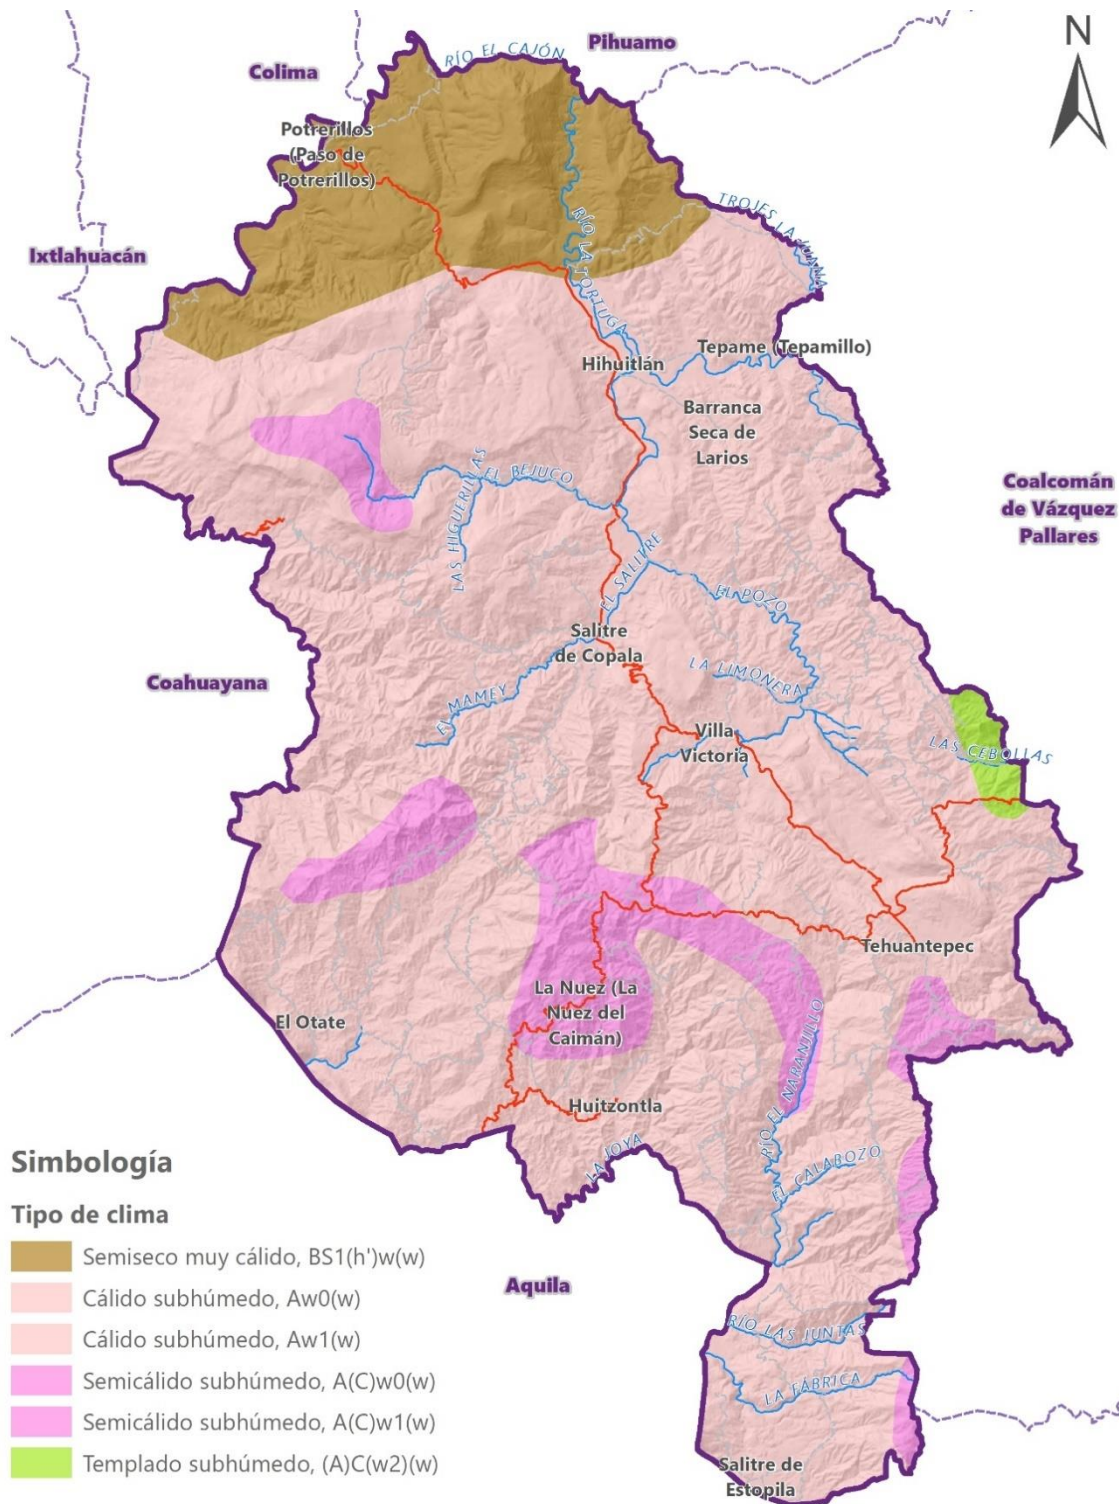 N
Pihuamo
RÍO EL CAJÓN
Colima
Potrerillos
(Paso de
Potrerillos)
TROJES LA
RÍO LA TORTUGA
Ixtlahuacán
Tepame (Tepamillo)
Hihuitlán
Barranca
Seca de
Larios
EL BEJUCO
LAS HIGUERILLAS
Coalcomán
de Vázquez
Pallares
EL SALITRE
EL POZO
Salitre
de Copala
LA LIMONERA
Coahuayana
EL MAMEY
Villa
Victoria
LAS CEBOLLAS
Tehuantepec
La Nuez (La
Nuez del
Caimán)
El Otate
RÍO EL NARANJILLO
Huitzontla
LA JOYA
EL CALABOZO
Aquila
RÍO LAS JUNTAS
LA FÁBRICA
Salitre de
Estopila
Simbología
Tipo de clima
Semiseco muy cálido, BS1(h')w(w)
Cálido subhúmedo, Aw0(w)
Cálido subhúmedo, Aw1(w)
Semicálido subhúmedo, A(C)w0(w)
Semicálido subhúmedo, A(C)w1(w)
Templado subhúmedo, (A)C(w2)(w)